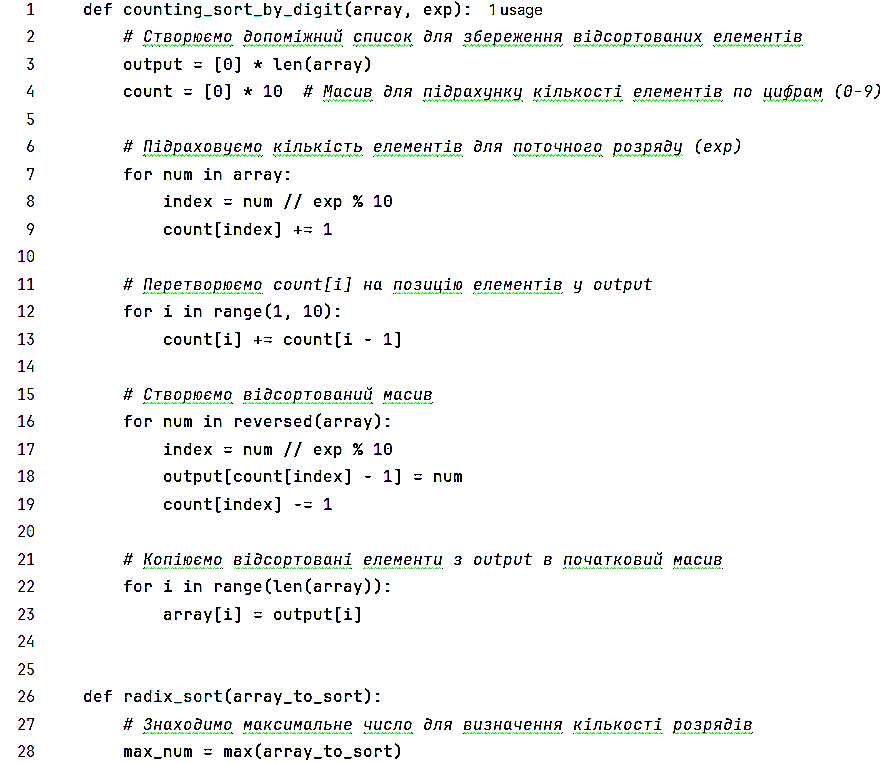 1 def counting_sort_by_digit(array, exp): 1 usage
2 # Створюємо допоміжний список для збереження відсортованих елементів
3 output = [0] * len(array)
4 count = [0] * 10 # Масив для підрахунку кількості елементів по цифрам (0-9)
5
6 # Підраховуємо кількість елементів для поточного розряду (exp)
7 for num in array:
8 index = num // exp % 10
9 count[index] += 1
10
11 # Перетворюємо count[i] на позицію елементів у output
12 for i in range(1, 10):
13 count[i] += count[i - 1]
14
15 # Створюємо відсортований масив
16 for num in reversed(array):
17 index = num // exp % 10
18 output[count[index] - 1] = num
19 count[index] -= 1
20
21 # Копіюємо відсортовані елементи з output в початковий масив
22 for i in range(len(array)):
23 array[i] = output[i]
24
25
26 def radix_sort(array_to_sort):
27 # Знаходимо максимальне число для визначення кількості розрядів
28 max_num = max(array_to_sort)